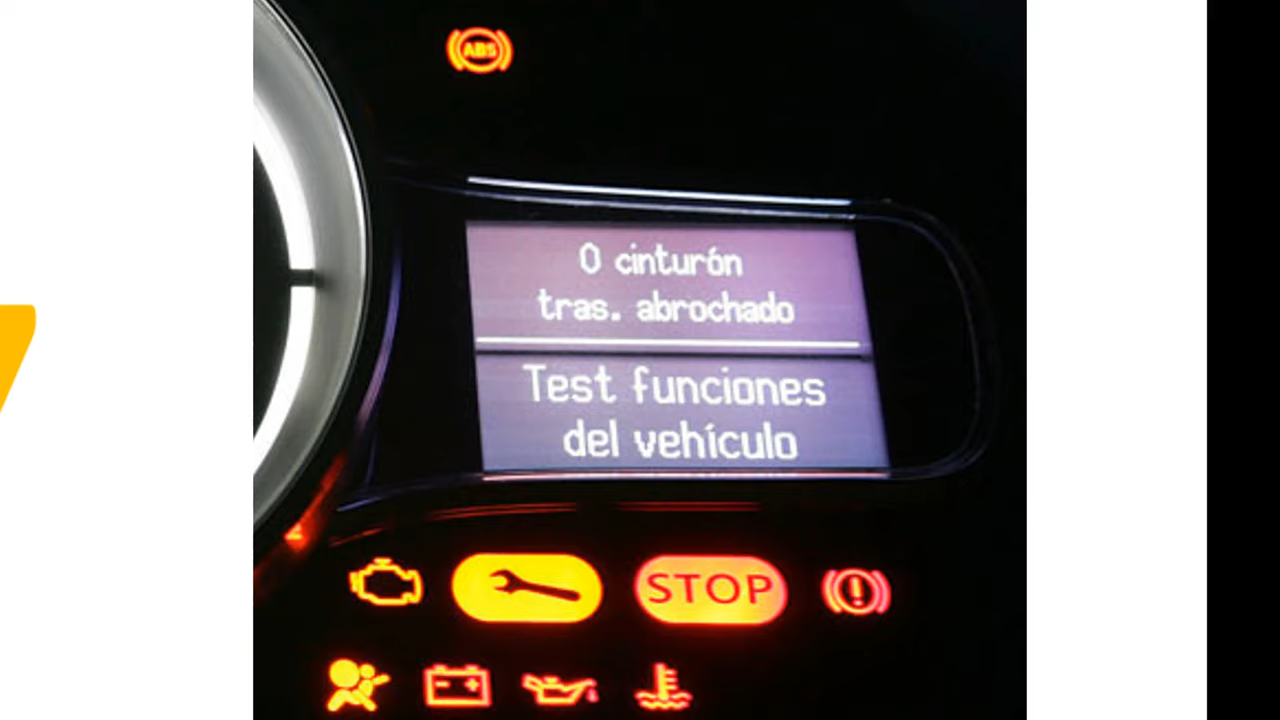 ABS
0 cinturón
tras. abrochado
Test funciones
del vehículo
STOP